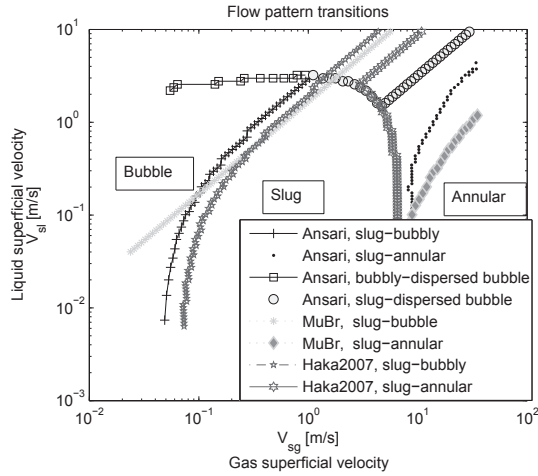 Flow pattern transitions
10^1
10^0
10^−1
10^−2
10^−3
Liquid superficial velocity
V_sl [m/s]
Bubble
Slug
Annular
Ansari, slug−bubbly
Ansari, slug−annular
Ansari, bubbly−dispersed bubble
Ansari, slug−dispersed bubble
MuBr, slug−bubble
MuBr, slug−annular
Haka2007, slug−bubbly
Haka2007, slug−annular
10^−2 10^−1 10^0 10^1 10^2
V_sg [m/s]
Gas superficial velocity